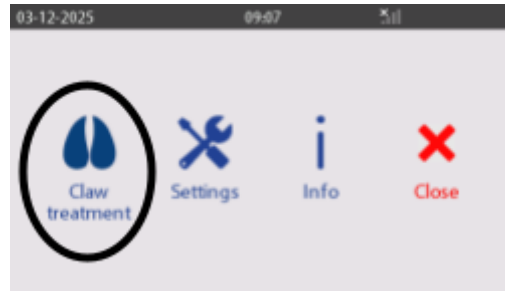 03-12-2025 09:07
Claw
treatment
Settings
Info
Close